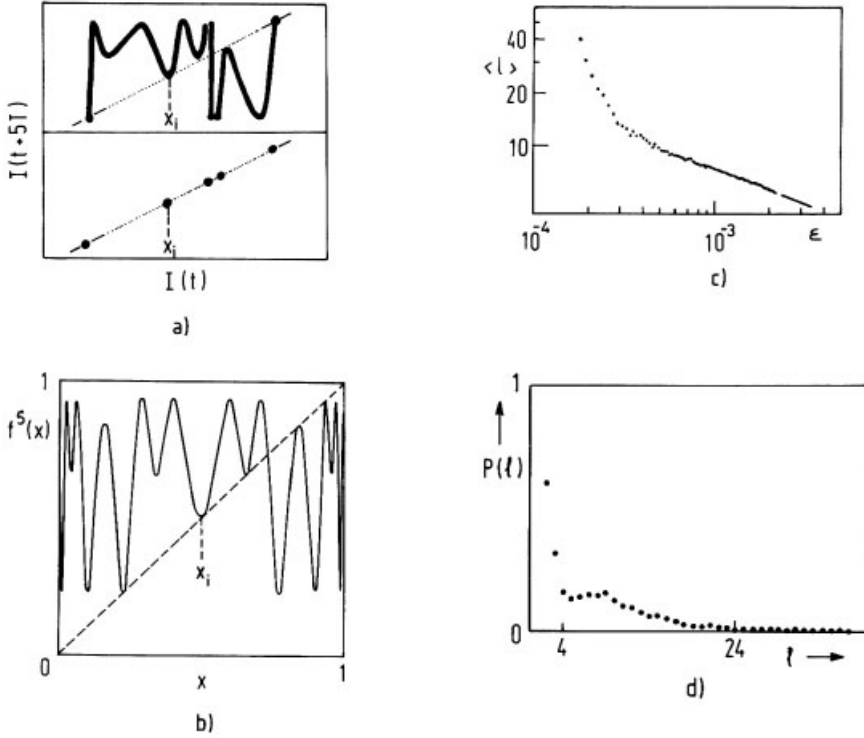 I(t+5T)
x_i
x_i
I(t)
a)
<l>
40
20
10
10^-4
10^-3
ε
c)
1
f^5(x)
x_i
0
x
1
b)
1
P(ℓ)
0
4
24
ℓ
d)